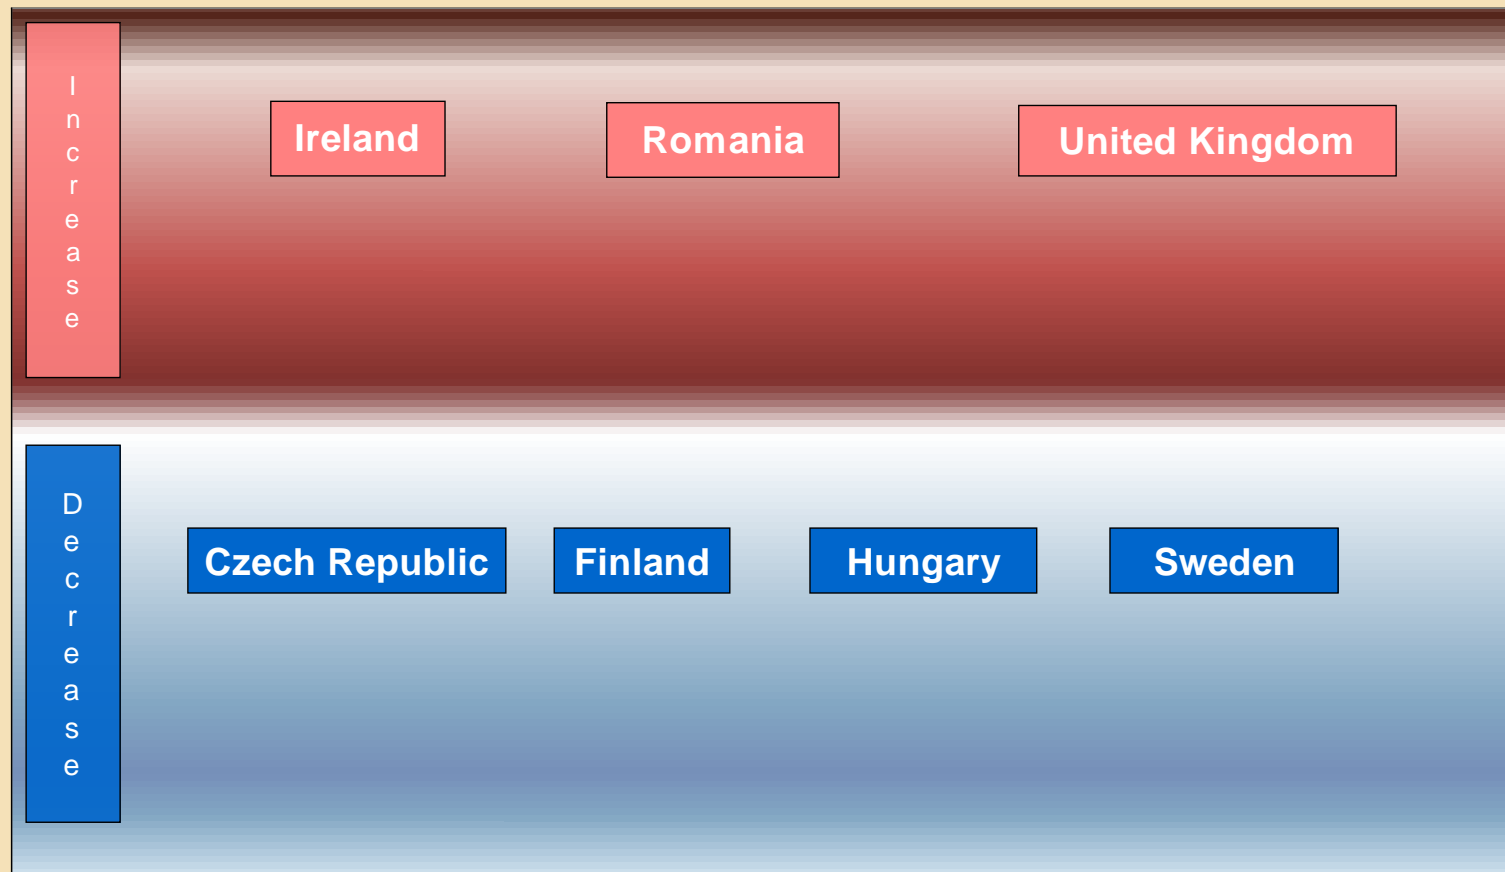 Increase
Ireland
Romania
United Kingdom
Decrease
Czech Republic
Finland
Hungary
Sweden